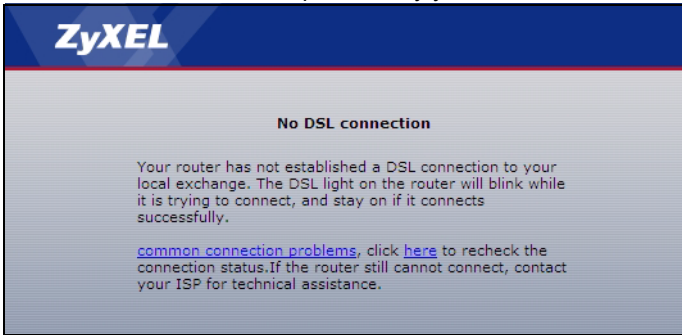 ZyXEL
No DSL connection
Your router has not established a DSL connection to your
local exchange. The DSL light on the router will blink while
it is trying to connect, and stay on if it connects
successfully.
common connection problems, click here to recheck the
connection status.If the router still cannot connect, contact
your ISP for technical assistance.